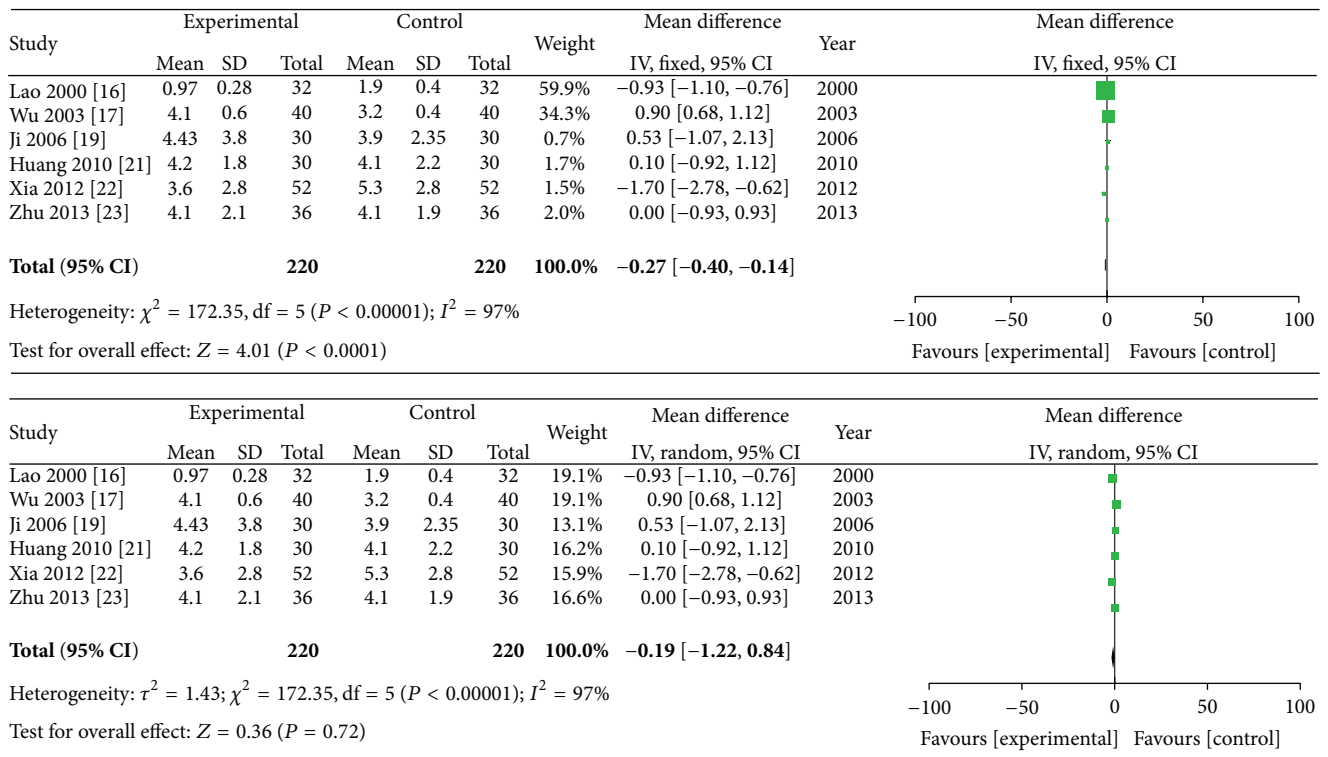 Experimental Control Mean difference Mean difference
Study Weight Year
Mean SD Total Mean SD Total IV, fixed, 95% CI IV, fixed, 95% CI
Lao 2000 [16] 0.97 0.28 32 1.9 0.4 32 59.9% −0.93 [−1.10, −0.76] 2000
Wu 2003 [17] 4.1 0.6 40 3.2 0.4 40 34.3% 0.90 [0.68, 1.12] 2003
Ji 2006 [19] 4.43 3.8 30 3.9 2.35 30 0.7% 0.53 [−1.07, 2.13] 2006
Huang 2010 [21] 4.2 1.8 30 4.1 2.2 30 1.7% 0.10 [−0.92, 1.12] 2010
Xia 2012 [22] 3.6 2.8 52 5.3 2.8 52 1.5% −1.70 [−2.78, −0.62] 2012
Zhu 2013 [23] 4.1 2.1 36 4.1 1.9 36 2.0% 0.00 [−0.93, 0.93] 2013
Total (95% CI) 220 220 100.0% −0.27 [−0.40, −0.14]
Heterogeneity: χ² = 172.35, df = 5 (P < 0.00001); I² = 97%
−100 −50 0 50 100
Test for overall effect: Z = 4.01 (P < 0.0001)
Favours [experimental] Favours [control]
Experimental Control Mean difference Mean difference
Study Weight Year
Mean SD Total Mean SD Total IV, random, 95% CI IV, random, 95% CI
Lao 2000 [16] 0.97 0.28 32 1.9 0.4 32 19.1% −0.93 [−1.10, −0.76] 2000
Wu 2003 [17] 4.1 0.6 40 3.2 0.4 40 19.1% 0.90 [0.68, 1.12] 2003
Ji 2006 [19] 4.43 3.8 30 3.9 2.35 30 13.1% 0.53 [−1.07, 2.13] 2006
Huang 2010 [21] 4.2 1.8 30 4.1 2.2 30 16.2% 0.10 [−0.92, 1.12] 2010
Xia 2012 [22] 3.6 2.8 52 5.3 2.8 52 15.9% −1.70 [−2.78, −0.62] 2012
Zhu 2013 [23] 4.1 2.1 36 4.1 1.9 36 16.6% 0.00 [−0.93, 0.93] 2013
Total (95% CI) 220 220 100.0% −0.19 [−1.22, 0.84]
Heterogeneity: τ² = 1.43; χ² = 172.35, df = 5 (P < 0.00001); I² = 97%
−100 −50 0 50 100
Test for overall effect: Z = 0.36 (P = 0.72)
Favours [experimental] Favours [control]